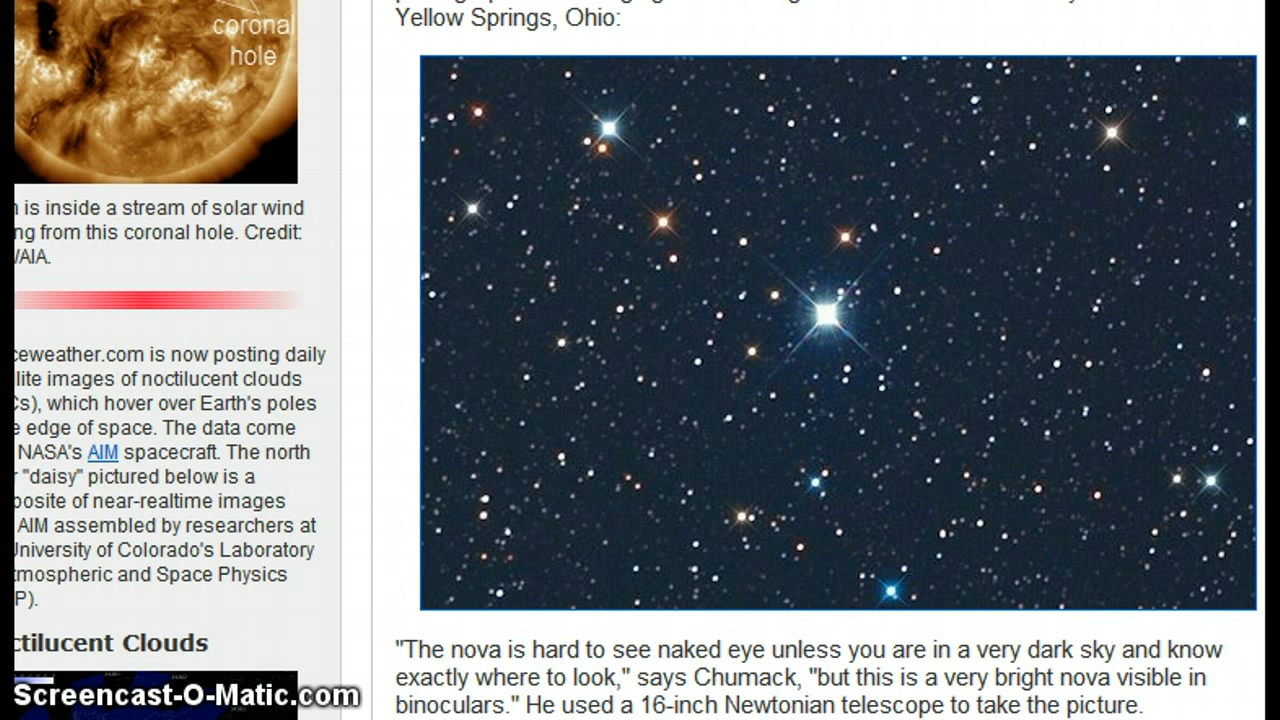 coronal
hole
n is inside a stream of solar wind
ng from this coronal hole. Credit:
/AIA.
ceweather.com is now posting daily
llite images of noctilucent clouds
Cs), which hover over Earth's poles
e edge of space. The data come
NASA's AIM spacecraft. The north
r "daisy" pictured below is a
posite of near-realtime images
AIM assembled by researchers at
University of Colorado's Laboratory
tmospheric and Space Physics
P).
ctilucent Clouds
Screencast-O-Matic.com
Yellow Springs, Ohio:
"The nova is hard to see naked eye unless you are in a very dark sky and know
exactly where to look," says Chumack, "but this is a very bright nova visible in
binoculars." He used a 16-inch Newtonian telescope to take the picture.